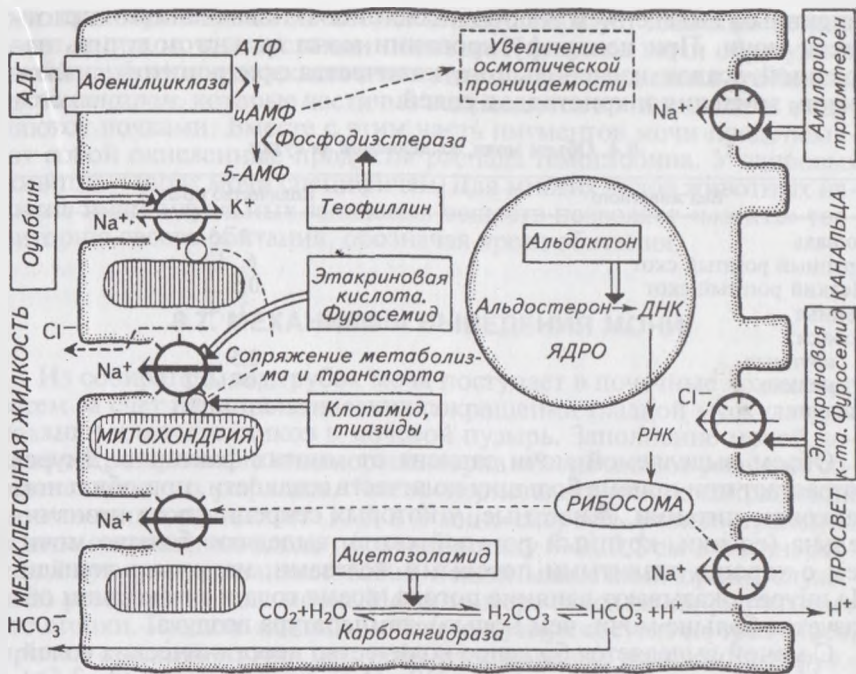 АТФ
АДГ
Аденилциклаза
цАМФ
Фосфодиэстераза
5-АМФ
Увеличение
осмотической
проницаемости
Na⁺
Амилорид,
триамтерен
Оуабаин
Na⁺
K⁺
Теофиллин
Альдактон
Альдостерон
ДНК
ЯДРО
Этакриновая
кислота.
Фуросемид
Cl⁻
Na⁺
Сопряжение метаболиз-
ма и транспорта
Клопамид,
тиазиды
МИТОХОНДРИЯ
РНК
РИБОСОМА
Cl⁻
Этакриновая
к-та. Фуросемид
Na⁺
Na⁺
H⁺
Ацетазоламид
CO₂+H₂O
H₂CO₃
HCO₃⁻+H⁺
Карбоангидраза
HCO₃⁻
МЕЖКЛЕТОЧНАЯ ЖИДКОСТЬ
ПРОСВЕТ КАНАЛЬЦА